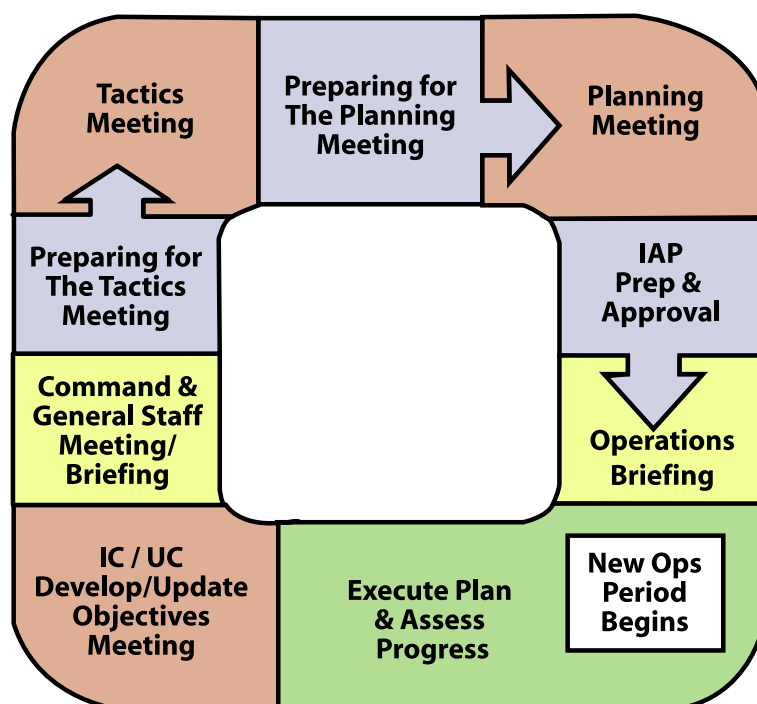 Tactics
Meeting
Preparing for
The Planning
Meeting
Planning
Meeting
Preparing for
The Tactics
Meeting
IAP
Prep &
Approval
Command &
General Staff
Meeting/
Briefing
Operations
Briefing
IC / UC
Develop/Update
Objectives
Meeting
Execute Plan
& Assess
Progress
New Ops
Period
Begins